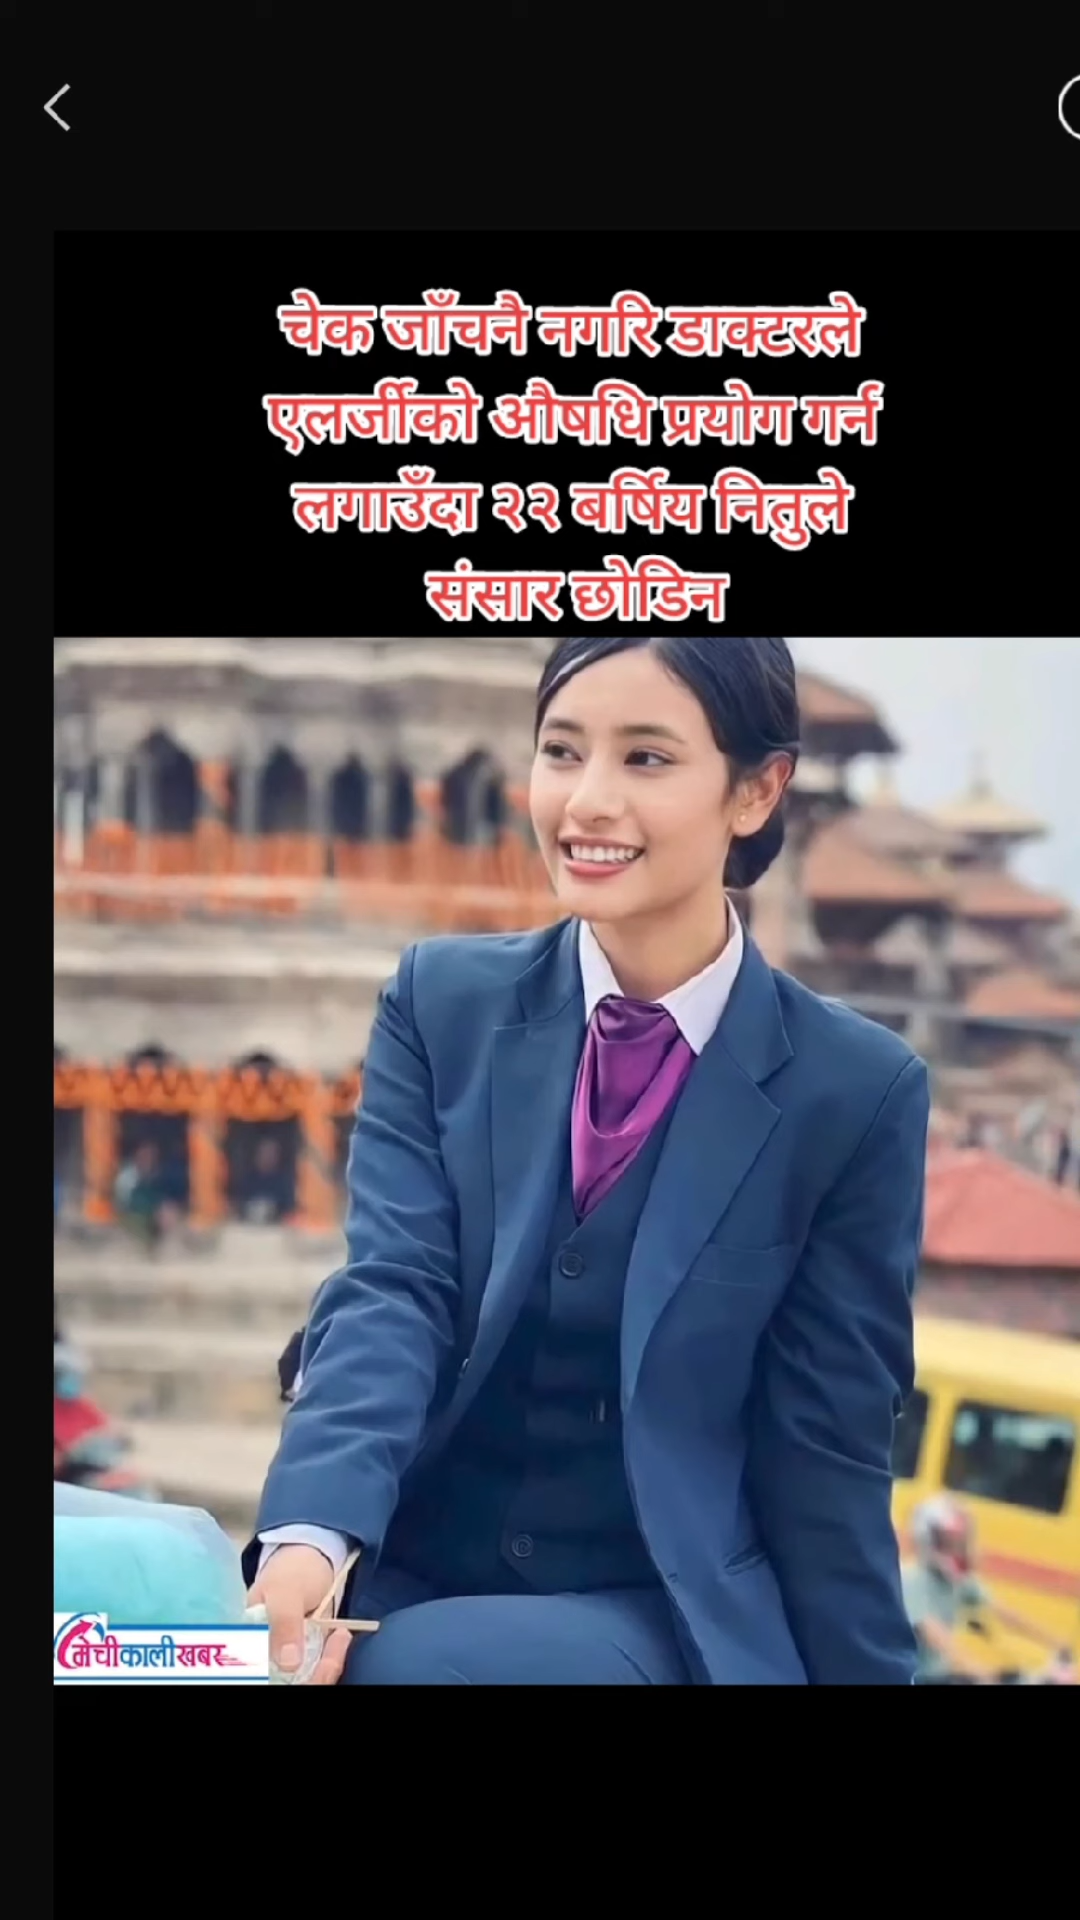 चेक जाँचनै नगरि डाक्टरले
एलर्जीको औषधि प्रयोग गर्न
लगाउँदा २२ बर्षिय नितुले
संसार छोडिन
मेचीकालीखबर